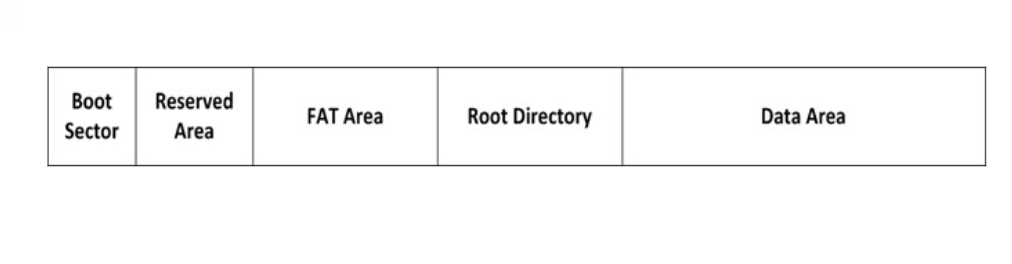 Boot
Sector
Reserved
Area
FAT Area
Root Directory
Data Area